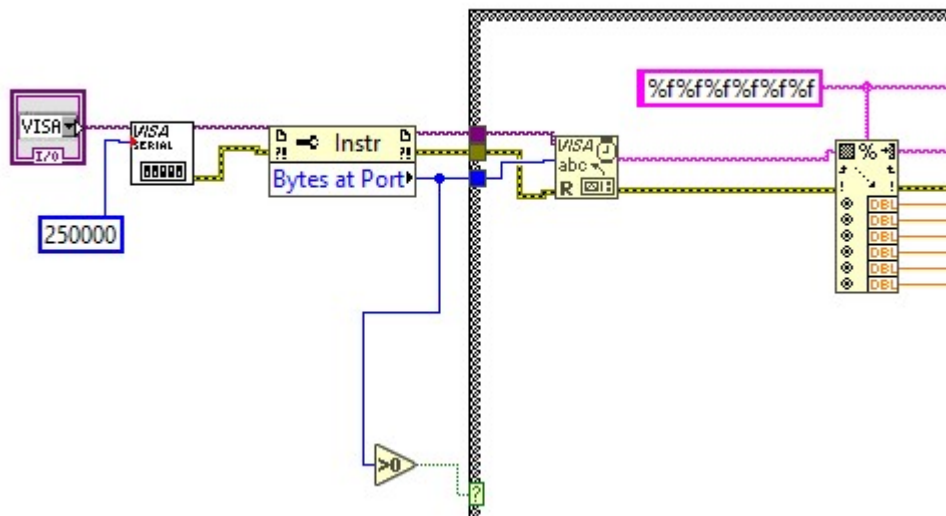 %f%f%f%f%f%f
VISA
I/O
VISA
SERIAL
Instr
Bytes at Port
250000
VISA
abc
R
%
!
!
DBL
DBL
DBL
DBL
DBL
DBL
>0
?